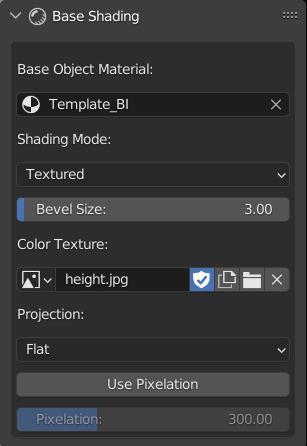 Base Shading
Base Object Material:
Template_BI
Shading Mode:
Textured
Bevel Size: 3.00
Color Texture:
height.jpg
Projection:
Flat
Use Pixelation
Pixelation: 300.00